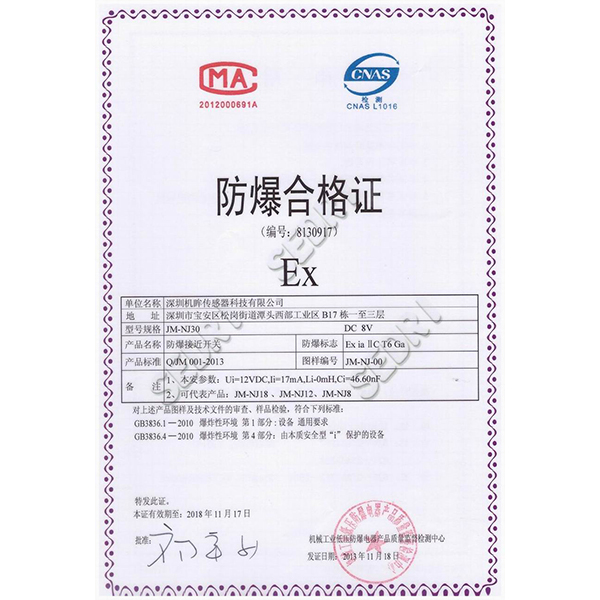 MA
2012000691A
CNAS
检 测
CNAS L1016
防爆合格证
（编号：8130917）
Ex
单位名称 深圳机眸传感器科技有限公司
地 址 深圳市宝安区松岗街道潭头西部工业区 B17 栋一至三层
型号规格 JM-NJ30 DC 8V
产品名称 防爆接近开关 防爆标志 Ex ia ⅡC T6 Ga
产品标准 Q/JM 001-2013 图样编号 JM-NJ-00
备 注 1、本安参数：Ui=12VDC,Ii=17mA,Li-0mH,Ci=46.60nF
2、可代表产品：JM-NJ18 、JM-NJ12、JM-NJ8
对上述产品图样及技术文件的审查、样品检验，符合下列标准：
GB3836.1—2010 爆炸性环境 第 1 部分：设备 通用要求
GB3836.4—2010 爆炸性环境 第 4 部分：由本质安全型“i”保护的设备
特发此证。
本证有效期至：2018 年 11 月 17 日
批准：
机械工业低压防爆电器产品质量监督检测中心
发证日期：2013 年 11 月 18 日
SEDRI
SEDRI
SEDRI